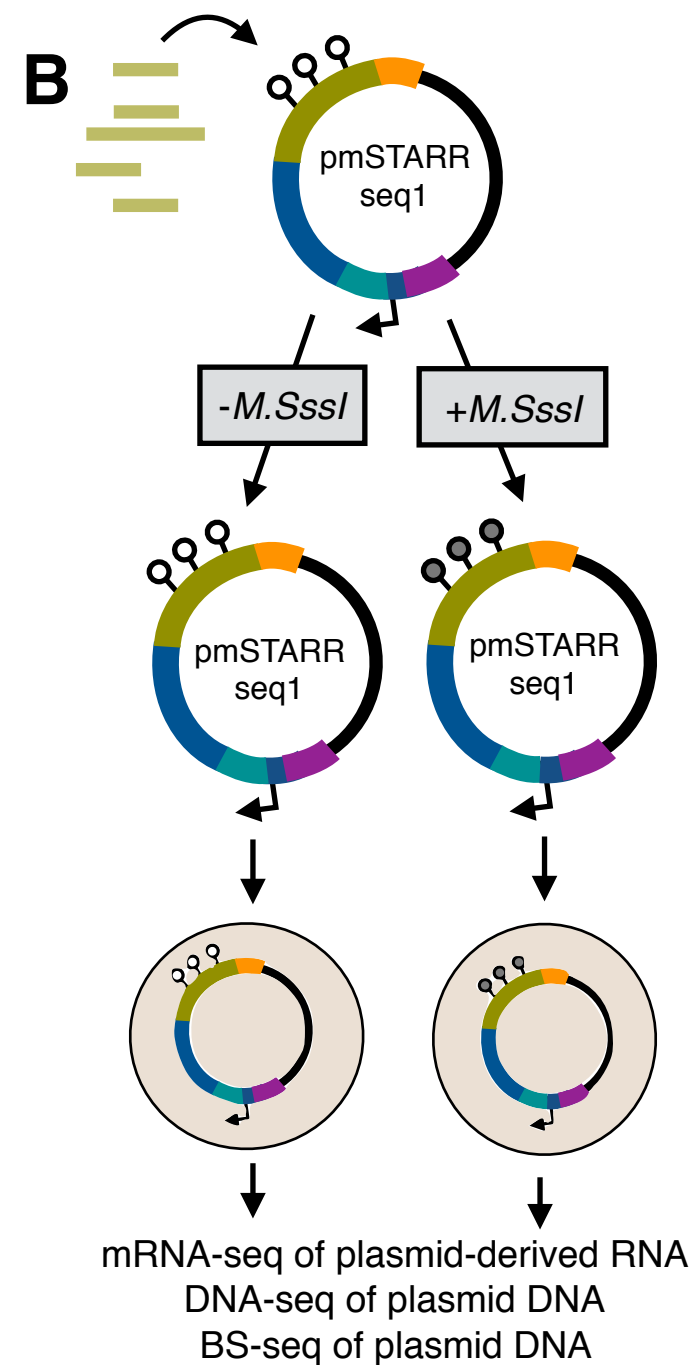 B
pmSTARR
seq1
-M.SssI
+M.SssI
pmSTARR
seq1
pmSTARR
seq1
mRNA-seq of plasmid-derived RNA
DNA-seq of plasmid DNA
BS-seq of plasmid DNA